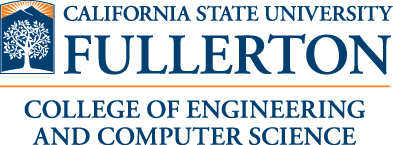 CALIFORNIA STATE UNIVERSITY
FULLERTON
COLLEGE OF ENGINEERING
AND COMPUTER SCIENCE